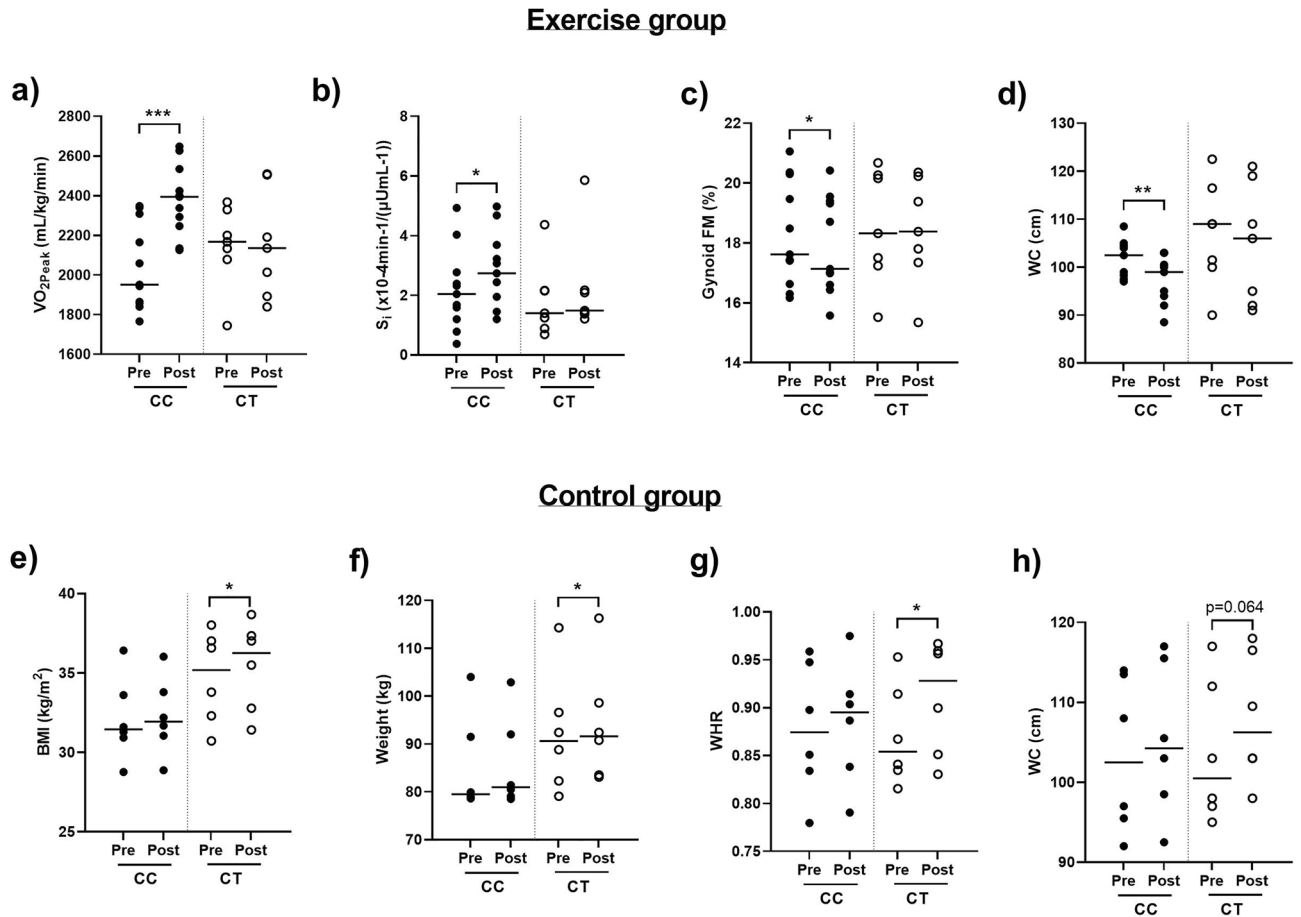 Exercise group
a)
VO2Peak (mL/kg/min)
2800
2600
2400
2200
2000
1800
1600
***
Pre Post Pre Post
CC CT
b)
Si (x10-4min-1/(µUmL-1))
8
6
4
2
0
*
Pre Post Pre Post
CC CT
c)
Gynoid FM (%)
22
20
18
16
14
*
Pre Post Pre Post
CC CT
d)
WC (cm)
130
120
110
100
90
80
**
Pre Post Pre Post
CC CT
Control group
e)
BMI (kg/m2)
40
35
30
25
*
Pre Post Pre Post
CC CT
f)
Weight (kg)
120
110
100
90
80
70
*
Pre Post Pre Post
CC CT
g)
WHR
1.00
0.95
0.90
0.85
0.80
0.75
*
Pre Post Pre Post
CC CT
h)
WC (cm)
120
110
100
90
p=0.064
Pre Post Pre Post
CC CT